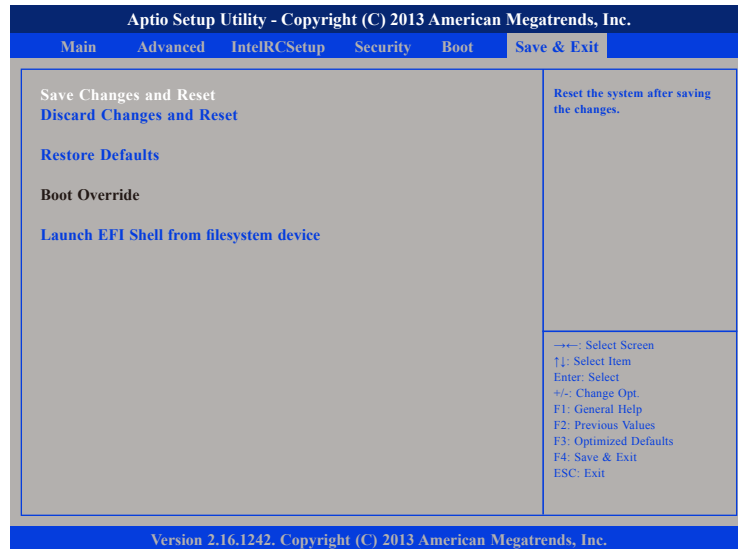 Aptio Setup Utility - Copyright (C) 2013 American Megatrends, Inc.
Main Advanced IntelRCSetup Security Boot Save & Exit
Save Changes and Reset
Discard Changes and Reset
Restore Defaults
Boot Override
Launch EFI Shell from filesystem device
Reset the system after saving
the changes.
→←: Select Screen
↑↓: Select Item
Enter: Select
+/-: Change Opt.
F1: General Help
F2: Previous Values
F3: Optimized Defaults
F4: Save & Exit
ESC: Exit
Version 2.16.1242. Copyright (C) 2013 American Megatrends, Inc.